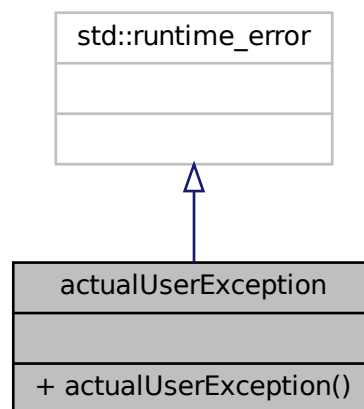 std::runtime_error
actualUserException
+ actualUserException()